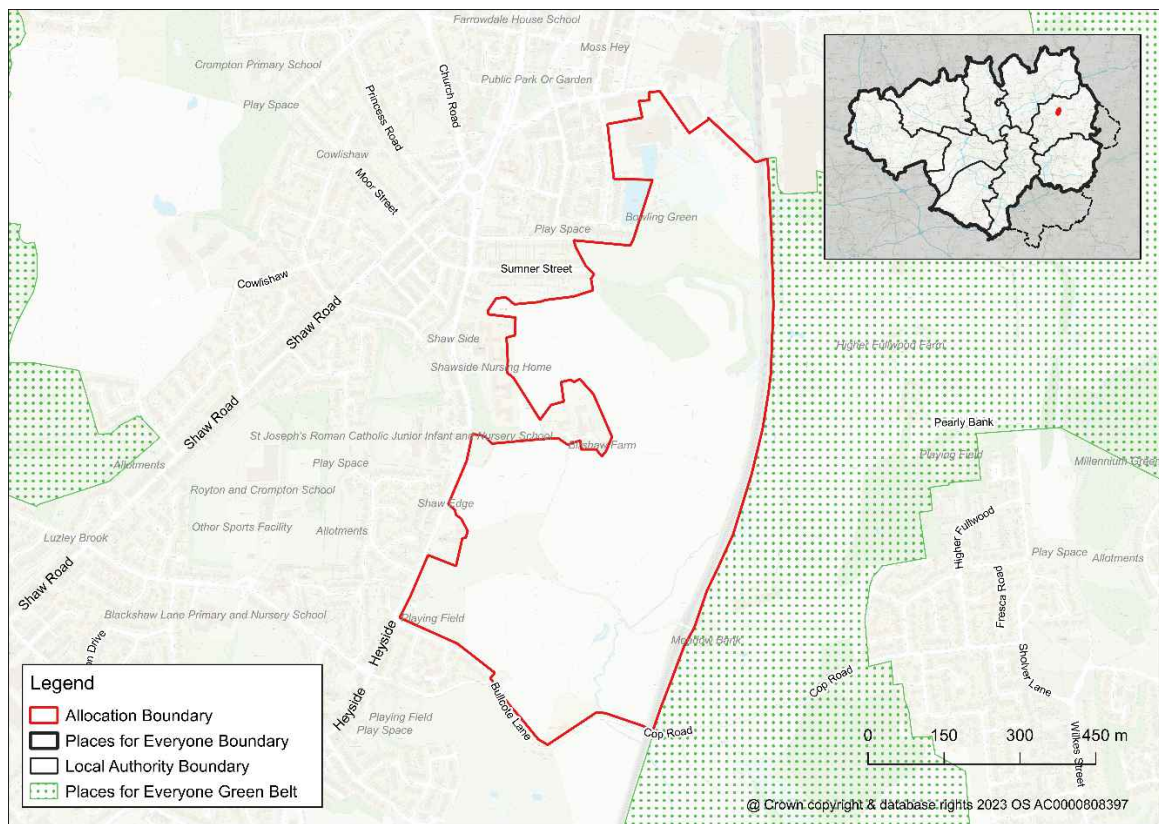 Farrowdale House School
Moss Hey
Crompton Primary School
Public Park Or Garden
Play Space
Princess Road
Church Road
Cowlishaw
Moor Street
Bowling Green
Play Space
Sumner Street
Cowlishaw
Shaw Road
Shaw Side
Higher Fullwood Farm
Shawside Nursing Home
Shaw Road
Pearly Bank
St Joseph's Roman Catholic Junior Infant and Nursery School
Birshaw Farm
Playing Field
Millennium Green
Allotments
Play Space
Royton and Crompton School
Shaw Edge
Higher Fullwood
Other Sports Facility
Allotments
Luzley Brook
Play Space
Allotments
Shaw Road
Fresca Road
Blackshaw Lane Primary and Nursery School
Playing Field
Heyside
Meadow Bank
on Drive
Sholver Lane
Cop Road
Heyside
Bullcote Lane
Playing Field
Play Space
Cop Road
Wilkes Street
Legend
Allocation Boundary
Places for Everyone Boundary
Local Authority Boundary
Places for Everyone Green Belt
0 150 300 450 m
@ Crown copyright & database rights 2023 OS AC0000808397